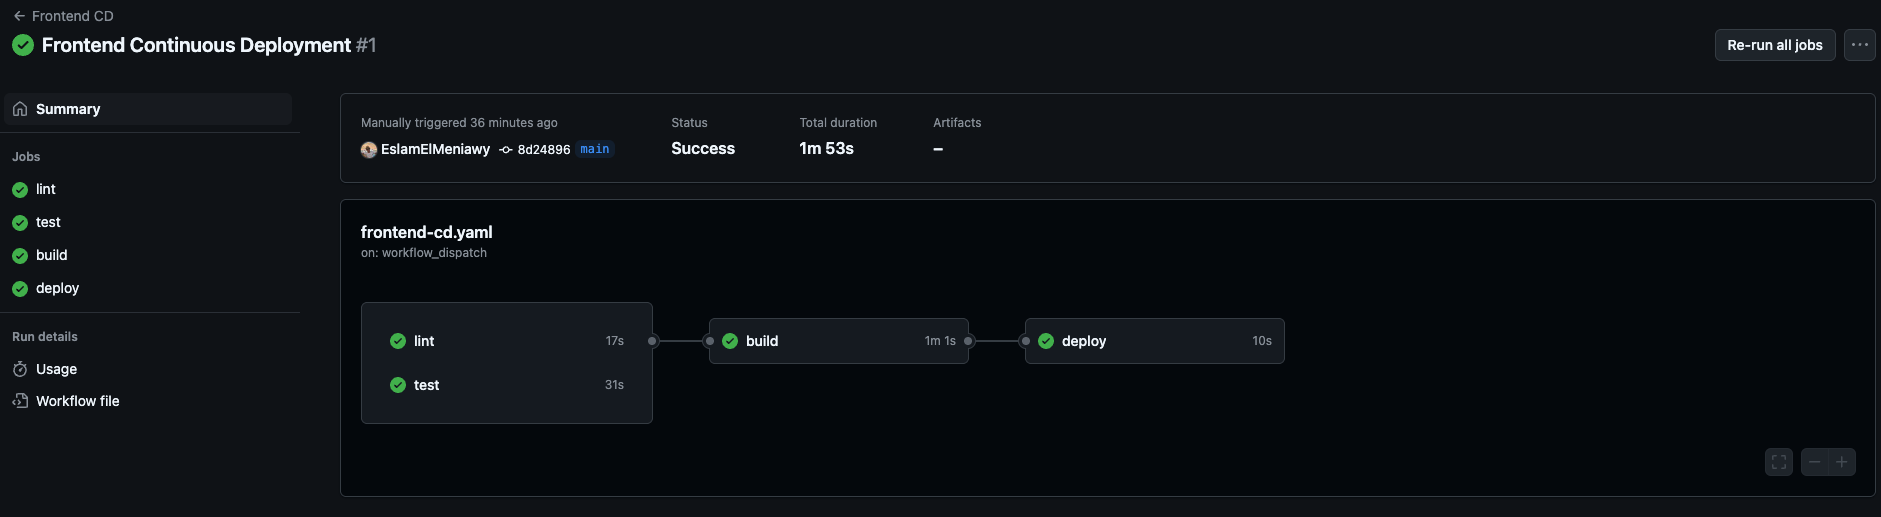 Frontend CD
Frontend Continuous Deployment #1
Re-run all jobs
Summary
Jobs
lint
test
build
deploy
Run details
Usage
Workflow file
Manually triggered 36 minutes ago
EslamElMeniawy 8d24896 main
Status
Success
Total duration
1m 53s
Artifacts
–
frontend-cd.yaml
on: workflow_dispatch
lint 17s
test 31s
build 1m 1s
deploy 10s